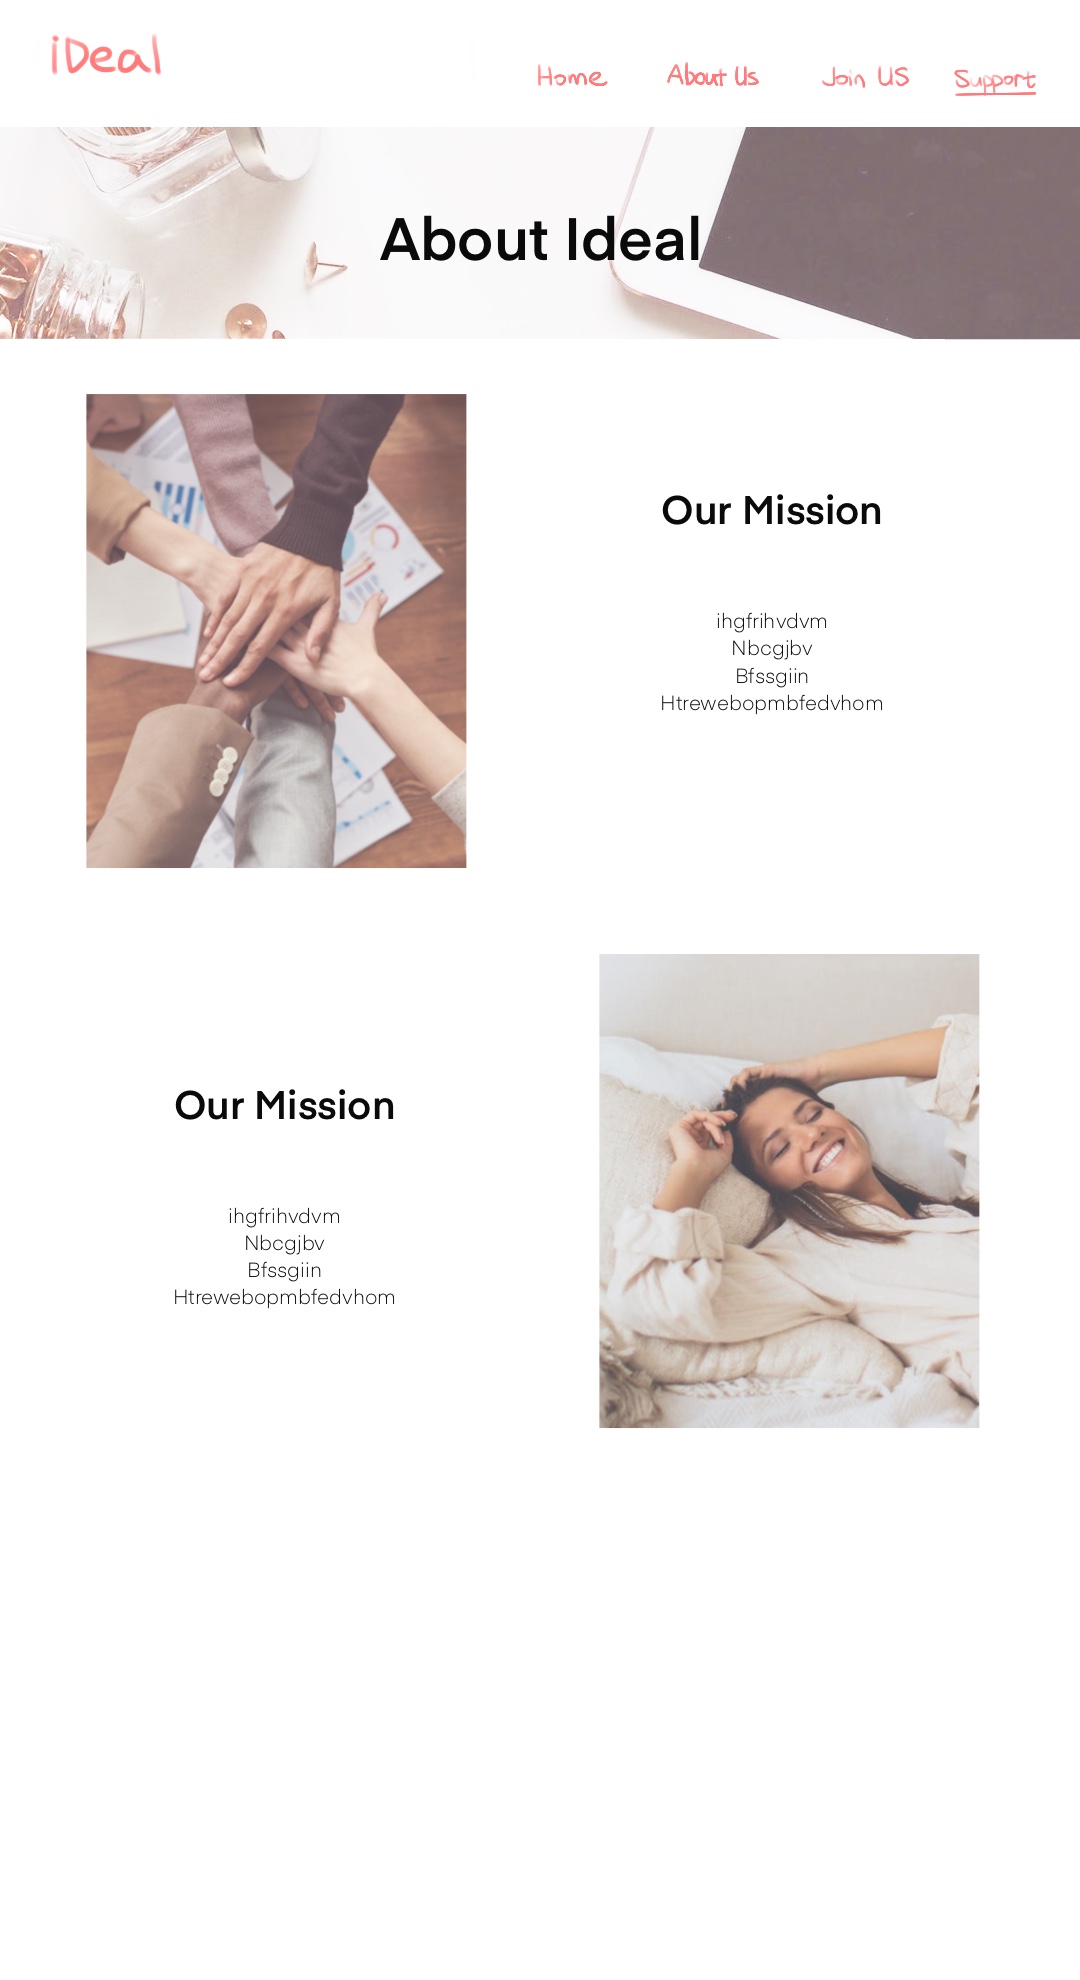 iDeal
Home About Us Join US Support
About Ideal
Our Mission
ihgfrihvdvm
Nbcgjbv
Bfssgiin
Htrewebopmbfedvhom
Our Mission
ihgfrihvdvm
Nbcgjbv
Bfssgiin
Htrewebopmbfedvhom